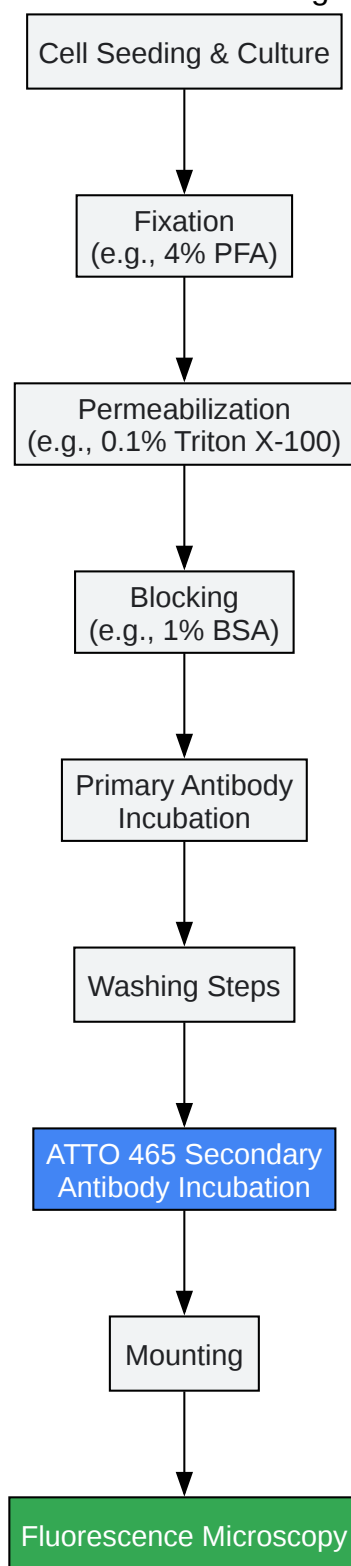 Cell Seeding & Culture
Fixation
(e.g., 4% PFA)
Permeabilization
(e.g., 0.1% Triton X-100)
Blocking
(e.g., 1% BSA)
Primary Antibody
Incubation
Washing Steps
ATTO 465 Secondary
Antibody Incubation
Mounting
Fluorescence Microscopy